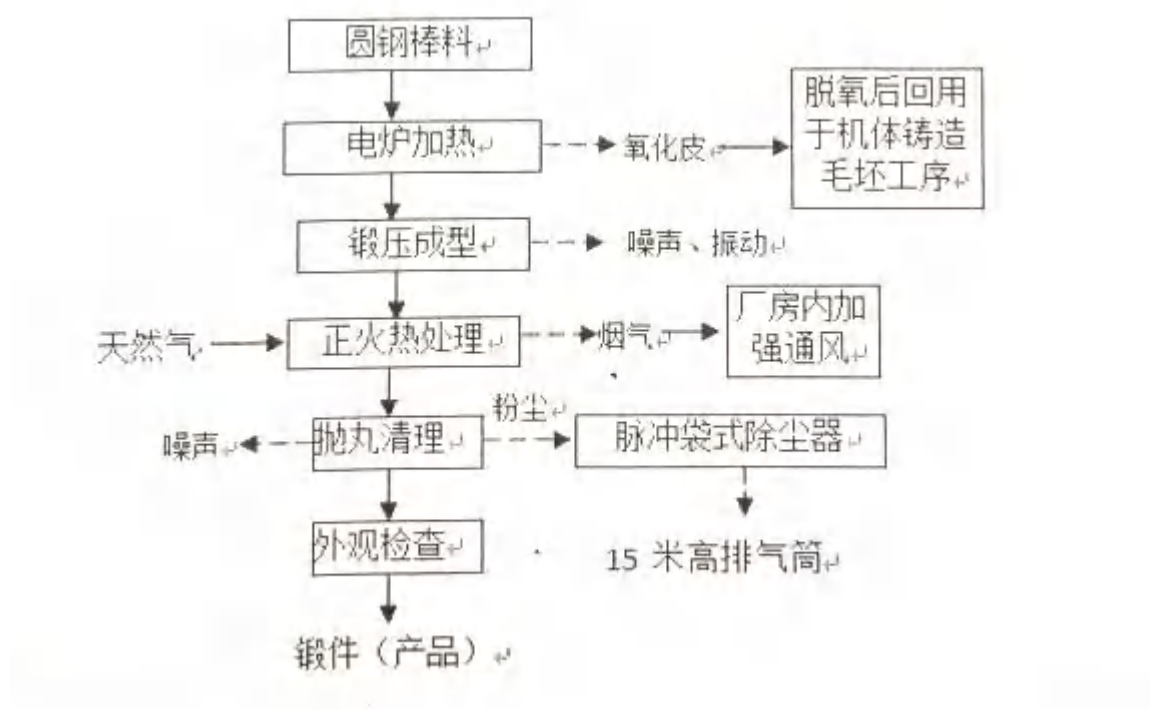 圆钢棒料
电炉加热
氧化皮
脱氧后回用
于机体铸造
毛坯工序
锻压成型
噪声、振动
天然气
正火热处理
烟气
厂房内加
强通风
噪声
抛丸清理
粉尘
脉冲袋式除尘器
外观检查
15 米高排气筒
锻件（产品）